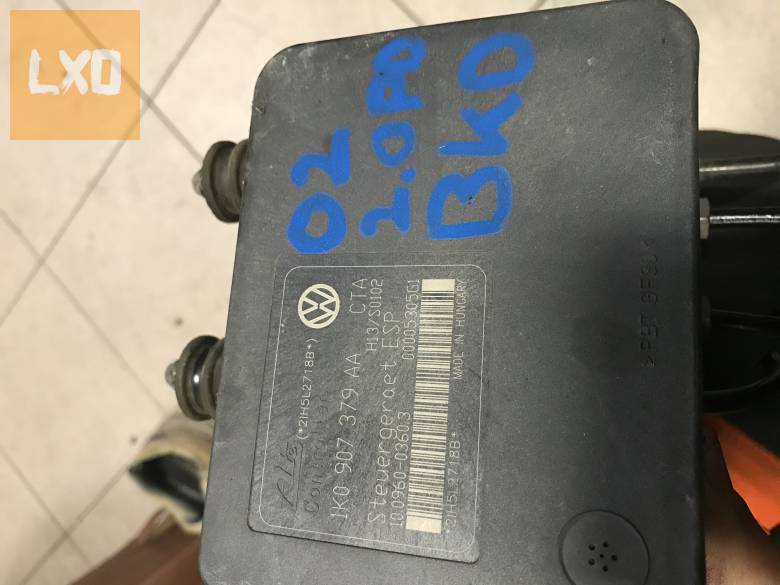 LXO
02
2.0PD
BKD
(*2IH5L2718B*)
Controller
1K0 907 379 AA CTA
H13/S0102
Steuergeraet ESP
10.0960-0360.3 00005305G1
*2IH5L2718B*
MADE IN HUNGARY